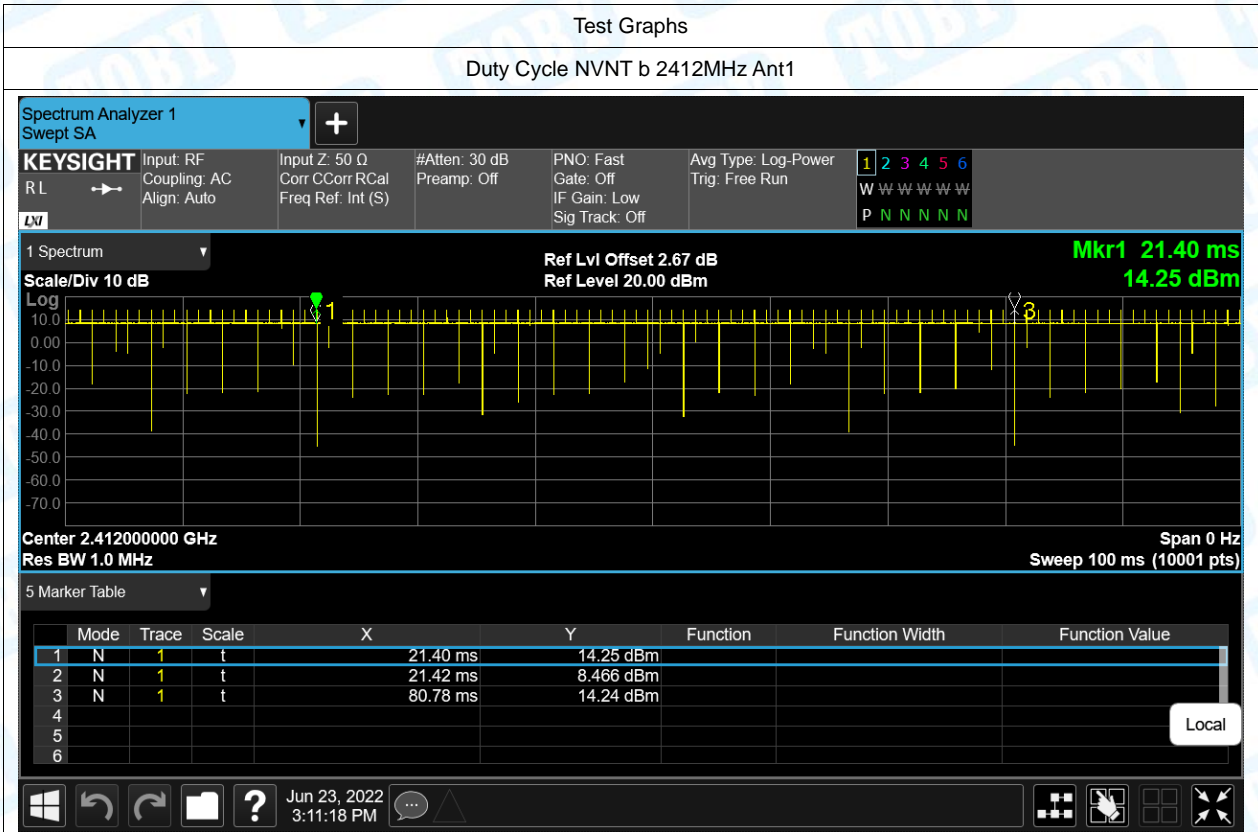 Test Graphs
Duty Cycle NVNT b 2412MHz Ant1
Spectrum Analyzer 1
Swept SA
KEYSIGHT Input: RF Input Z: 50 Ω #Atten: 30 dB PNO: Fast Avg Type: Log-Power 1 2 3 4 5 6
RL Coupling: AC Corr CCorr RCal Preamp: Off Gate: Off Trig: Free Run W W W W W W
Align: Auto Freq Ref: Int (S) IF Gain: Low
LXI Sig Track: Off P N N N N N
1 Spectrum Ref Lvl Offset 2.67 dB Mkr1 21.40 ms
Scale/Div 10 dB Ref Level 20.00 dBm 14.25 dBm
Log
1 3
10.0
0.00
-10.0
-20.0
-30.0
-40.0
-50.0
-60.0
-70.0
Center 2.412000000 GHz Span 0 Hz
Res BW 1.0 MHz Sweep 100 ms (10001 pts)
5 Marker Table
Mode Trace Scale X Y Function Function Width Function Value
1 N 1 t 21.40 ms 14.25 dBm
2 N 1 t 21.42 ms 8.466 dBm
3 N 1 t 80.78 ms 14.24 dBm
4
5 Local
6
? Jun 23, 2022
3:11:18 PM
TOBY